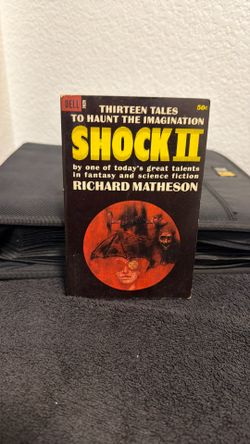 DELL
50c
THIRTEEN TALES
TO HAUNT THE IMAGINATION
SHOCK II
by one of today's great talents
in fantasy and science fiction
RICHARD MATHESON